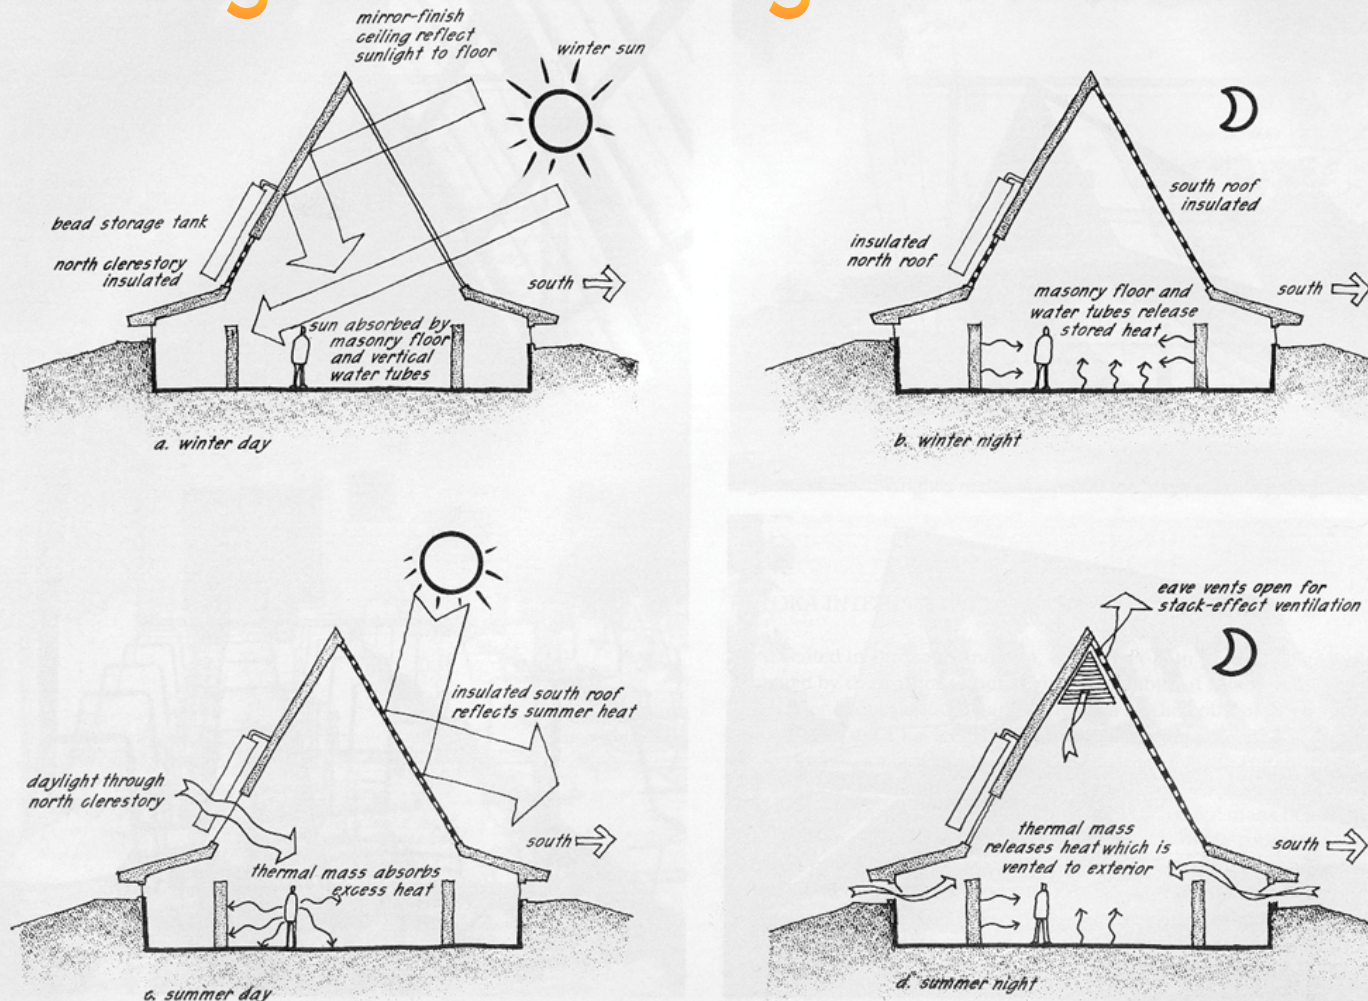 mirror-finish
ceiling reflect
sunlight to floor
winter sun
bead storage tank
north clerestory
insulated
south
sun absorbed by
masonry floor
and vertical
water tubes
a. winter day
south roof
insulated
insulated
north roof
south
masonry floor and
water tubes release
stored heat
b. winter night
insulated south roof
reflects summer heat
daylight through
north clerestory
south
thermal mass absorbs
excess heat
c. summer day
eave vents open for
stack-effect ventilation
thermal mass
releases heat which is
vented to exterior
south
d. summer night